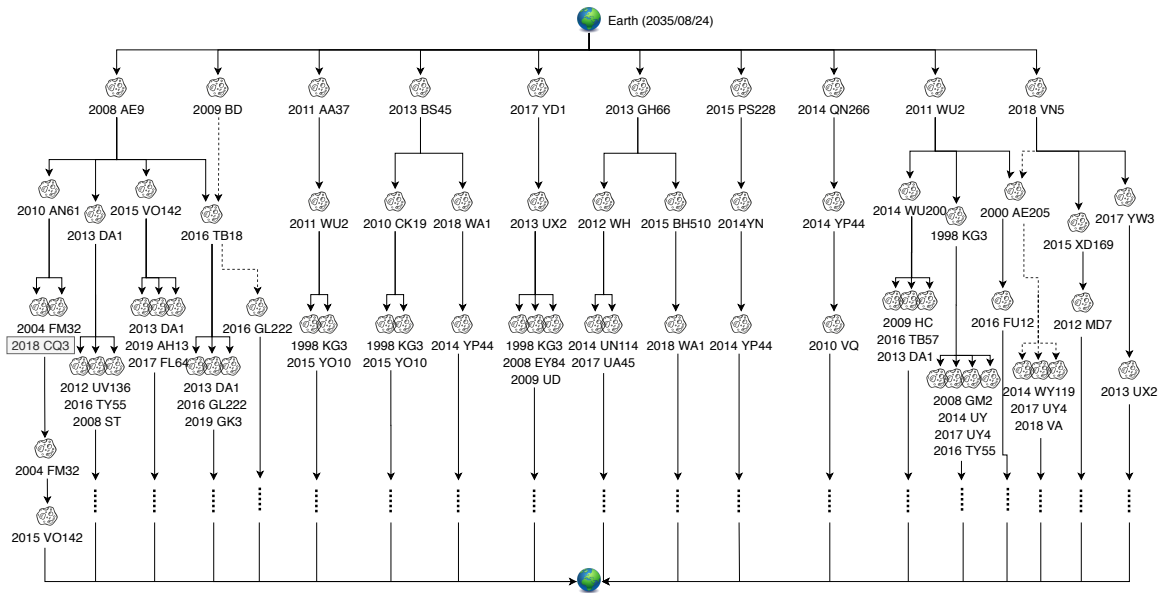 Earth (2035/08/24)
2008 AE9
2009 BD
2011 AA37
2013 BS45
2017 YD1
2013 GH66
2015 PS228
2014 QN266
2011 WU2
2018 VN5
2010 AN61
2015 VO142
2013 DA1
2016 TB18
2011 WU2
2010 CK19
2018 WA1
2013 UX2
2012 WH
2015 BH510
2014YN
2014 YP44
2014 WU200
2000 AE205
2017 YW3
1998 KG3
2015 XD169
2004 FM32
2018 CQ3
2013 DA1
2019 AH13
2017 FL64
2016 GL222
1998 KG3
2015 YO10
1998 KG3
2015 YO10
2014 YP44
1998 KG3
2008 EY84
2009 UD
2014 UN114
2017 UA45
2018 WA1
2014 YP44
2010 VQ
2009 HC
2016 TB57
2013 DA1
2016 FU12
2012 MD7
2012 UV136
2016 TY55
2008 ST
2013 DA1
2016 GL222
2019 GK3
2008 GM2
2014 UY
2017 UY4
2016 TY55
2014 WY119
2017 UY4
2018 VA
2013 UX2
2004 FM32
2015 VO142